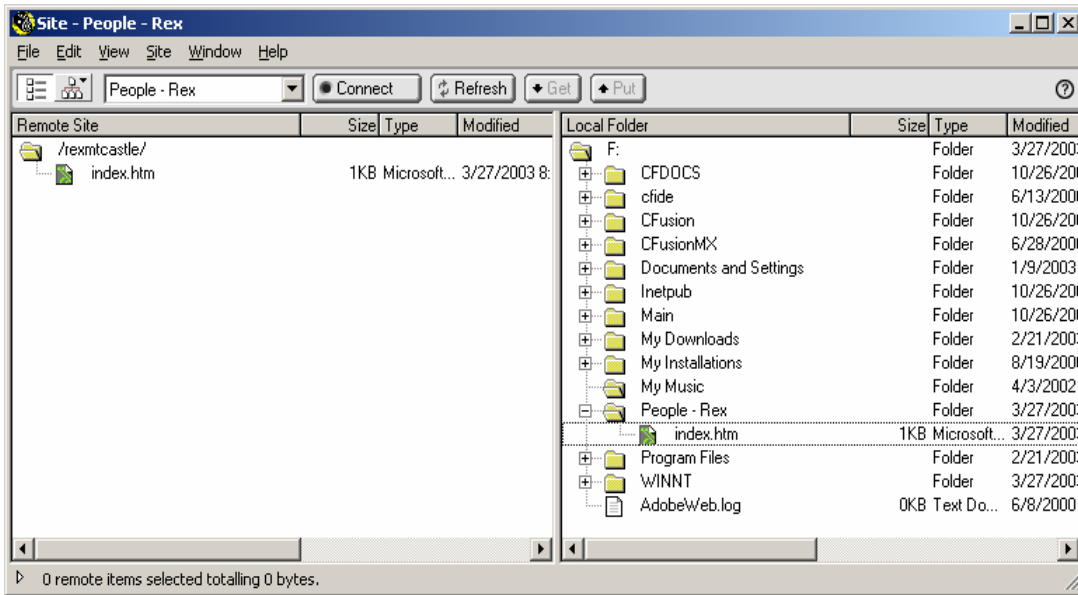 Site - People - Rex
File Edit View Site Window Help
People - Rex Connect Refresh Get Put
Remote Site Size Type Modified
/rexmtcastle/
index.htm 1KB Microsoft... 3/27/2003 8:
Local Folder Size Type Modified
F: Folder 3/27/200
CFDOCS Folder 10/26/20
cfide Folder 6/13/200
CFusion Folder 10/26/20
CFusionMX Folder 6/28/200
Documents and Settings Folder 1/9/2003
Inetpub Folder 10/26/20
Main Folder 10/26/20
My Downloads Folder 2/21/200
My Installations Folder 8/19/200
My Music Folder 4/3/2002
People - Rex Folder 3/27/200
index.htm 1KB Microsoft... 3/27/200
Program Files Folder 2/21/200
WINNT Folder 3/27/200
AdobeWeb.log 0KB Text Do... 6/8/2000
0 remote items selected totalling 0 bytes.